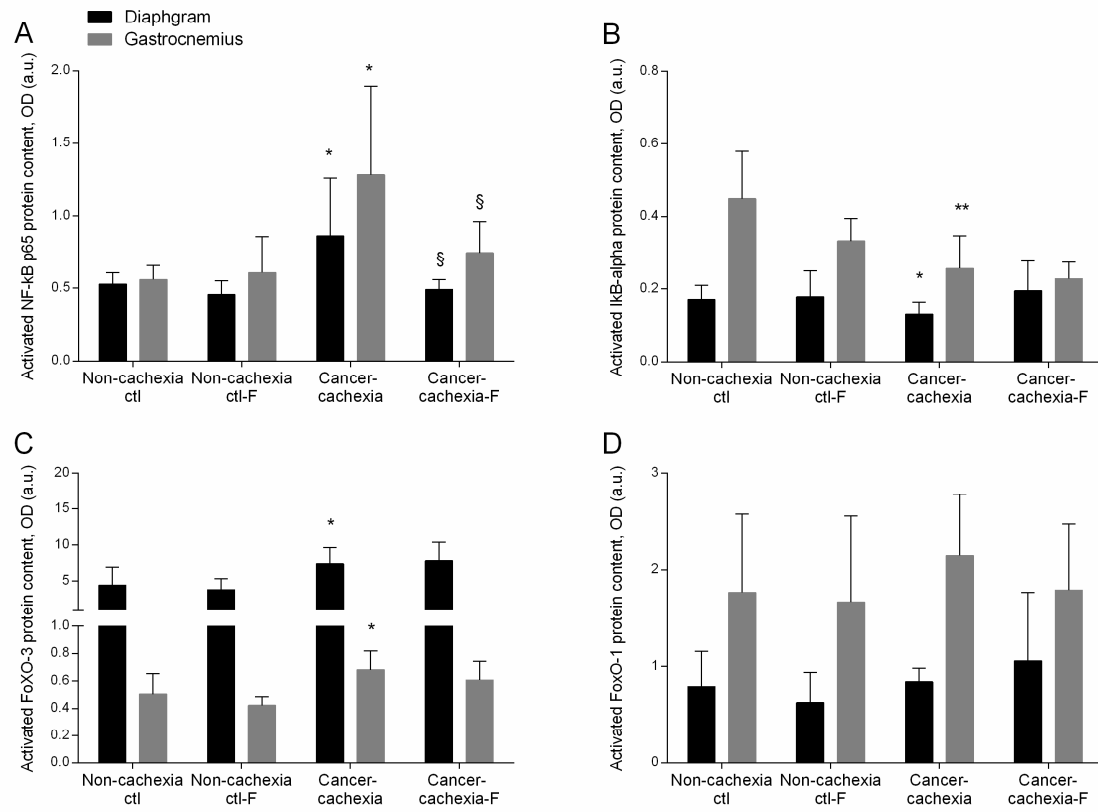 Diaphgram
Gastrocnemius
A
Activated NF-kB p65 protein content, OD (a.u.)
2.0
1.5
1.0
0.5
0.0
*
*
§
§
Non-cachexia
ctl
Non-cachexia
ctl-F
Cancer-
cachexia
Cancer-
cachexia-F
B
Activated IkB-alpha protein content, OD (a.u.)
0.8
0.6
0.4
0.2
0.0
*
**
Non-cachexia
ctl
Non-cachexia
ctl-F
Cancer-
cachexia
Cancer-
cachexia-F
C
Activated FoXO-3 protein content, OD (a.u.)
20
15
10
5
1.0
0.8
0.6
0.4
0.2
0.0
*
*
Non-cachexia
ctl
Non-cachexia
ctl-F
Cancer-
cachexia
Cancer-
cachexia-F
D
Activated FoxO-1 protein content, OD (a.u.)
3
2
1
0
Non-cachexia
ctl
Non-cachexia
ctl-F
Cancer-
cachexia
Cancer-
cachexia-F